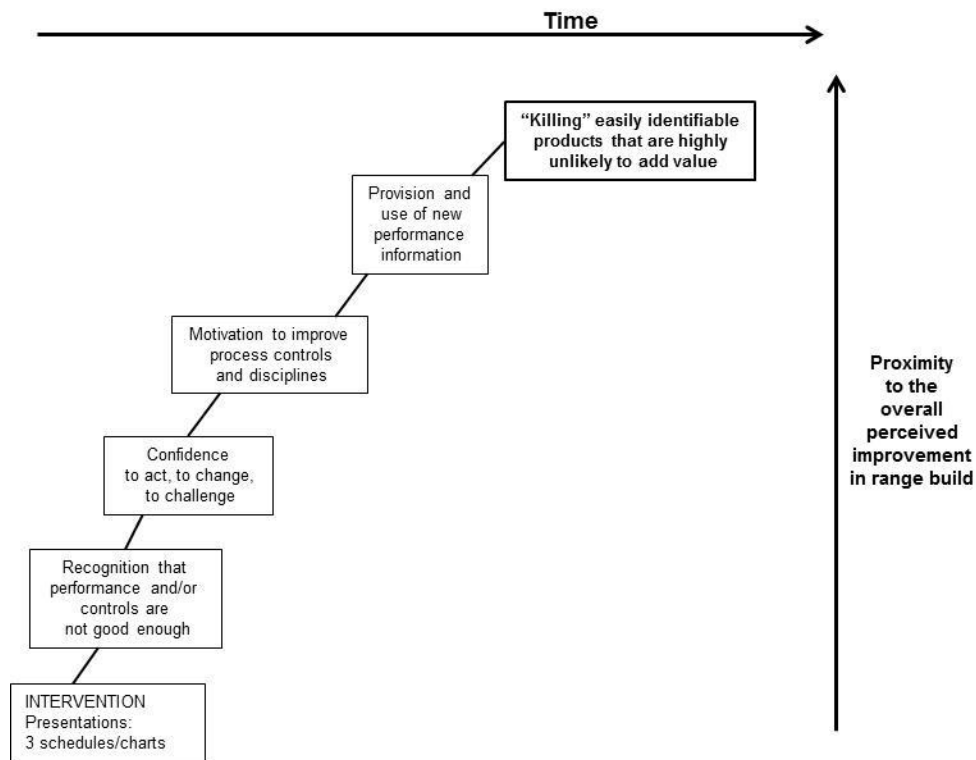 Time
“Killing” easily identifiable
products that are highly
unlikely to add value
Provision and
use of new
performance
information
Motivation to improve
process controls
and disciplines
Proximity
to the
overall
perceived
improvement
in range build
Confidence
to act, to change,
to challenge
Recognition that
performance and/or
controls are
not good enough
INTERVENTION
Presentations:
3 schedules/charts